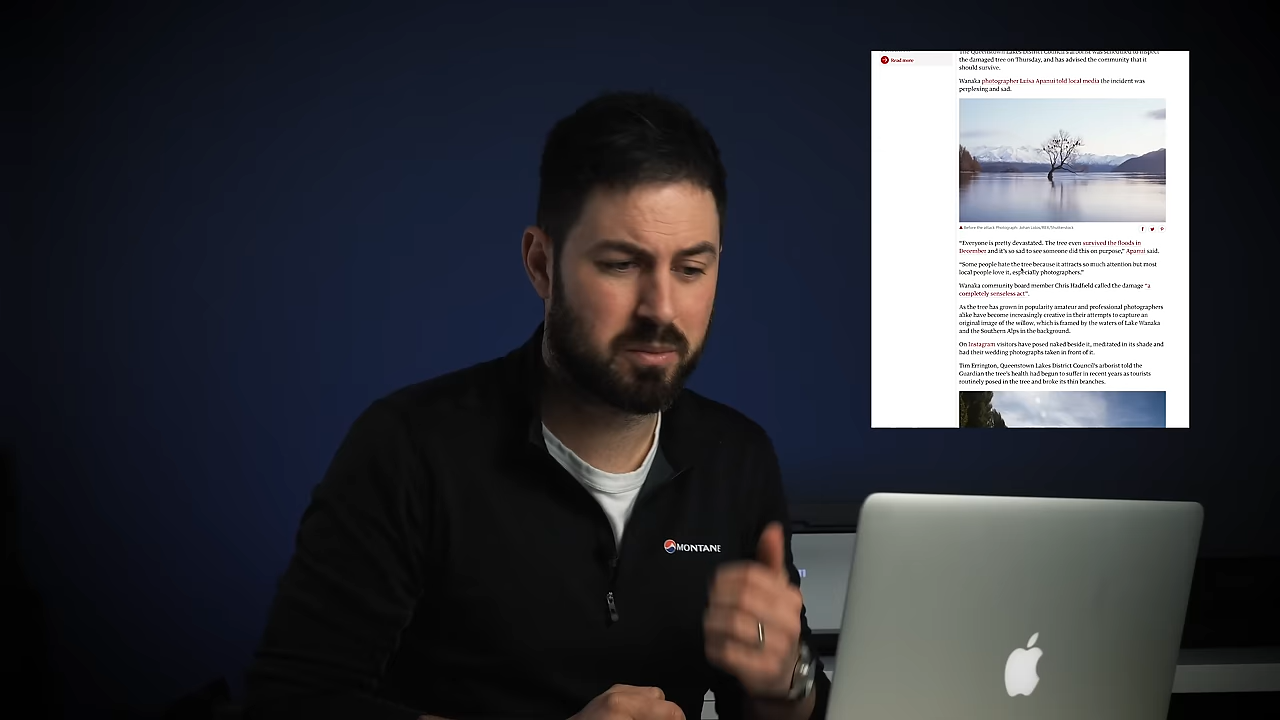 The Queenstown Lakes District Council's arborist was scheduled to inspect
the damaged tree on Thursday, and has advised the community that it
should survive.
Read more
Wanaka photographer Luisa Apanui told local media the incident was
perplexing and sad.
Before the attack Photograph: Johan Lolos/REX/Shutterstock
“Everyone is pretty devastated. The tree even survived the floods in
December and it's so sad to see someone did this on purpose,” Apanui said.
“Some people hate the tree because it attracts so much attention but most
local people love it, especially photographers.”
Wanaka community board member Chris Hadfield called the damage “a
completely senseless act”.
As the tree has grown in popularity amateur and professional photographers
alike have become increasingly creative in their attempts to capture an
original image of the willow, which is framed by the waters of Lake Wanaka
and the Southern Alps in the background.
On Instagram visitors have posed naked beside it, meditated in its shade and
had their wedding photographs taken in front of it.
Tim Errington, Queenstown Lakes District Council's arborist told the
Guardian the tree's health had begun to suffer in recent years as tourists
routinely posed in the tree and broke its thin branches.
MONTANE